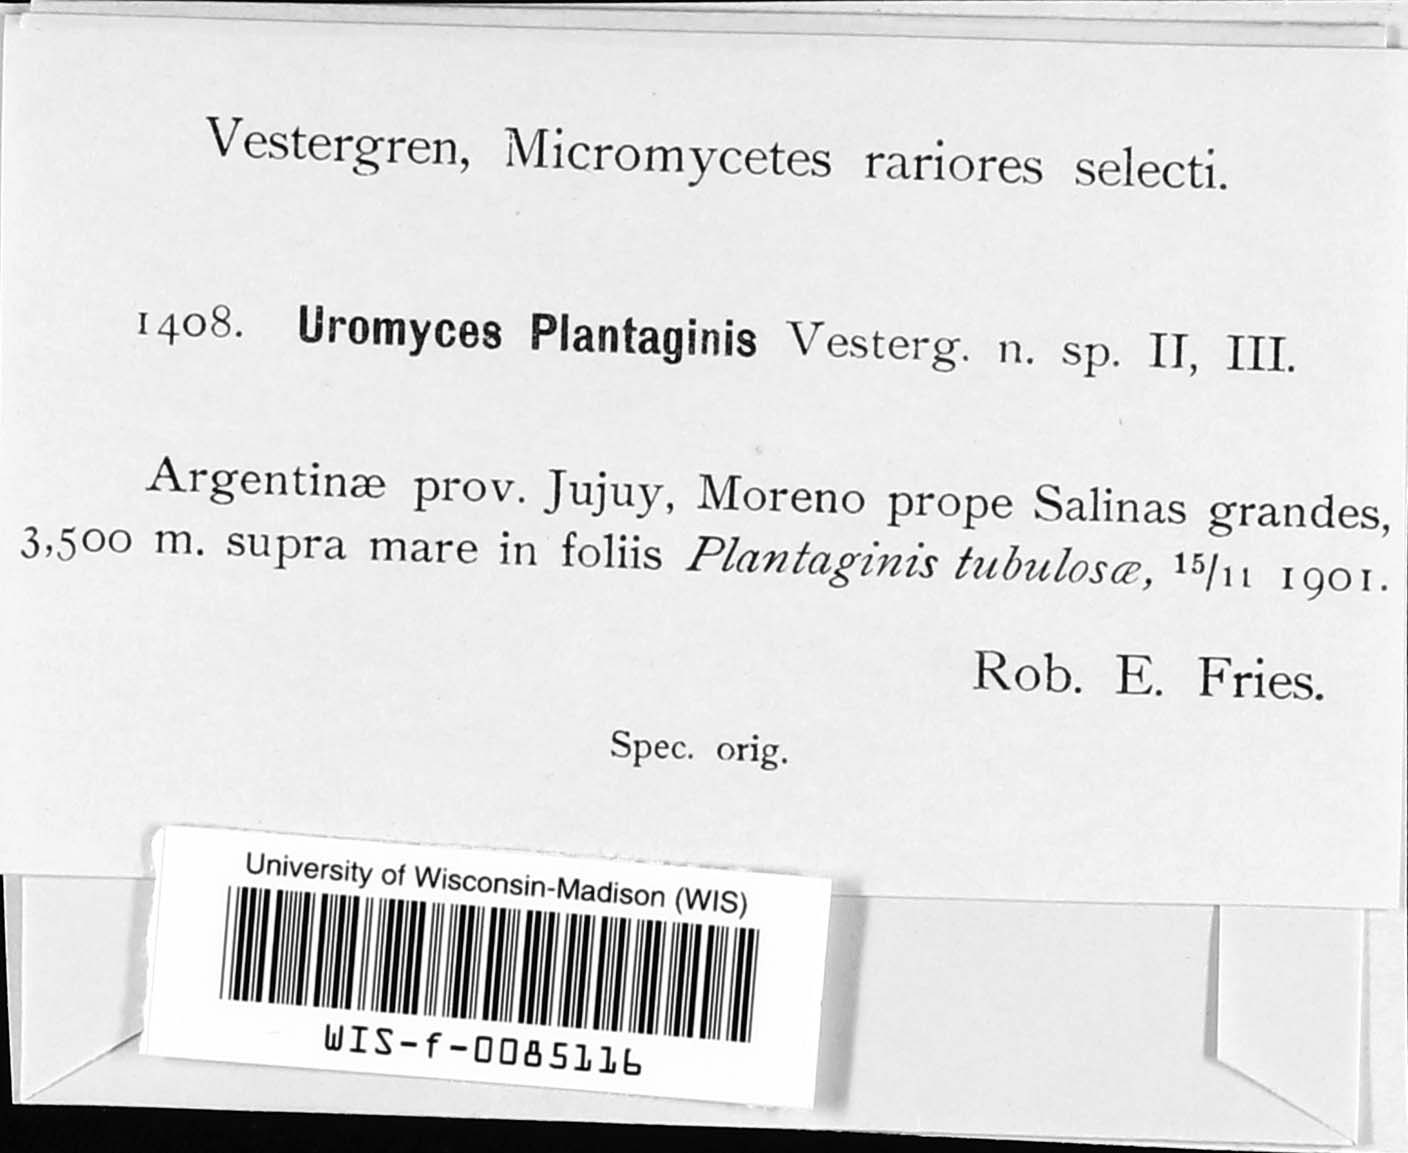 Vestergren, Micromycetes rariores selecti.
1408. Uromyces Plantaginis Vesterg. n. sp. II, III.
Argentinæ prov. Jujuy, Moreno prope Salinas grandes,
3,500 m. supra mare in foliis Plantaginis tubulosæ, 15/11 1901.
Rob. E. Fries.
Spec. orig.
University of Wisconsin-Madison (WIS)
WIS-f-0085116